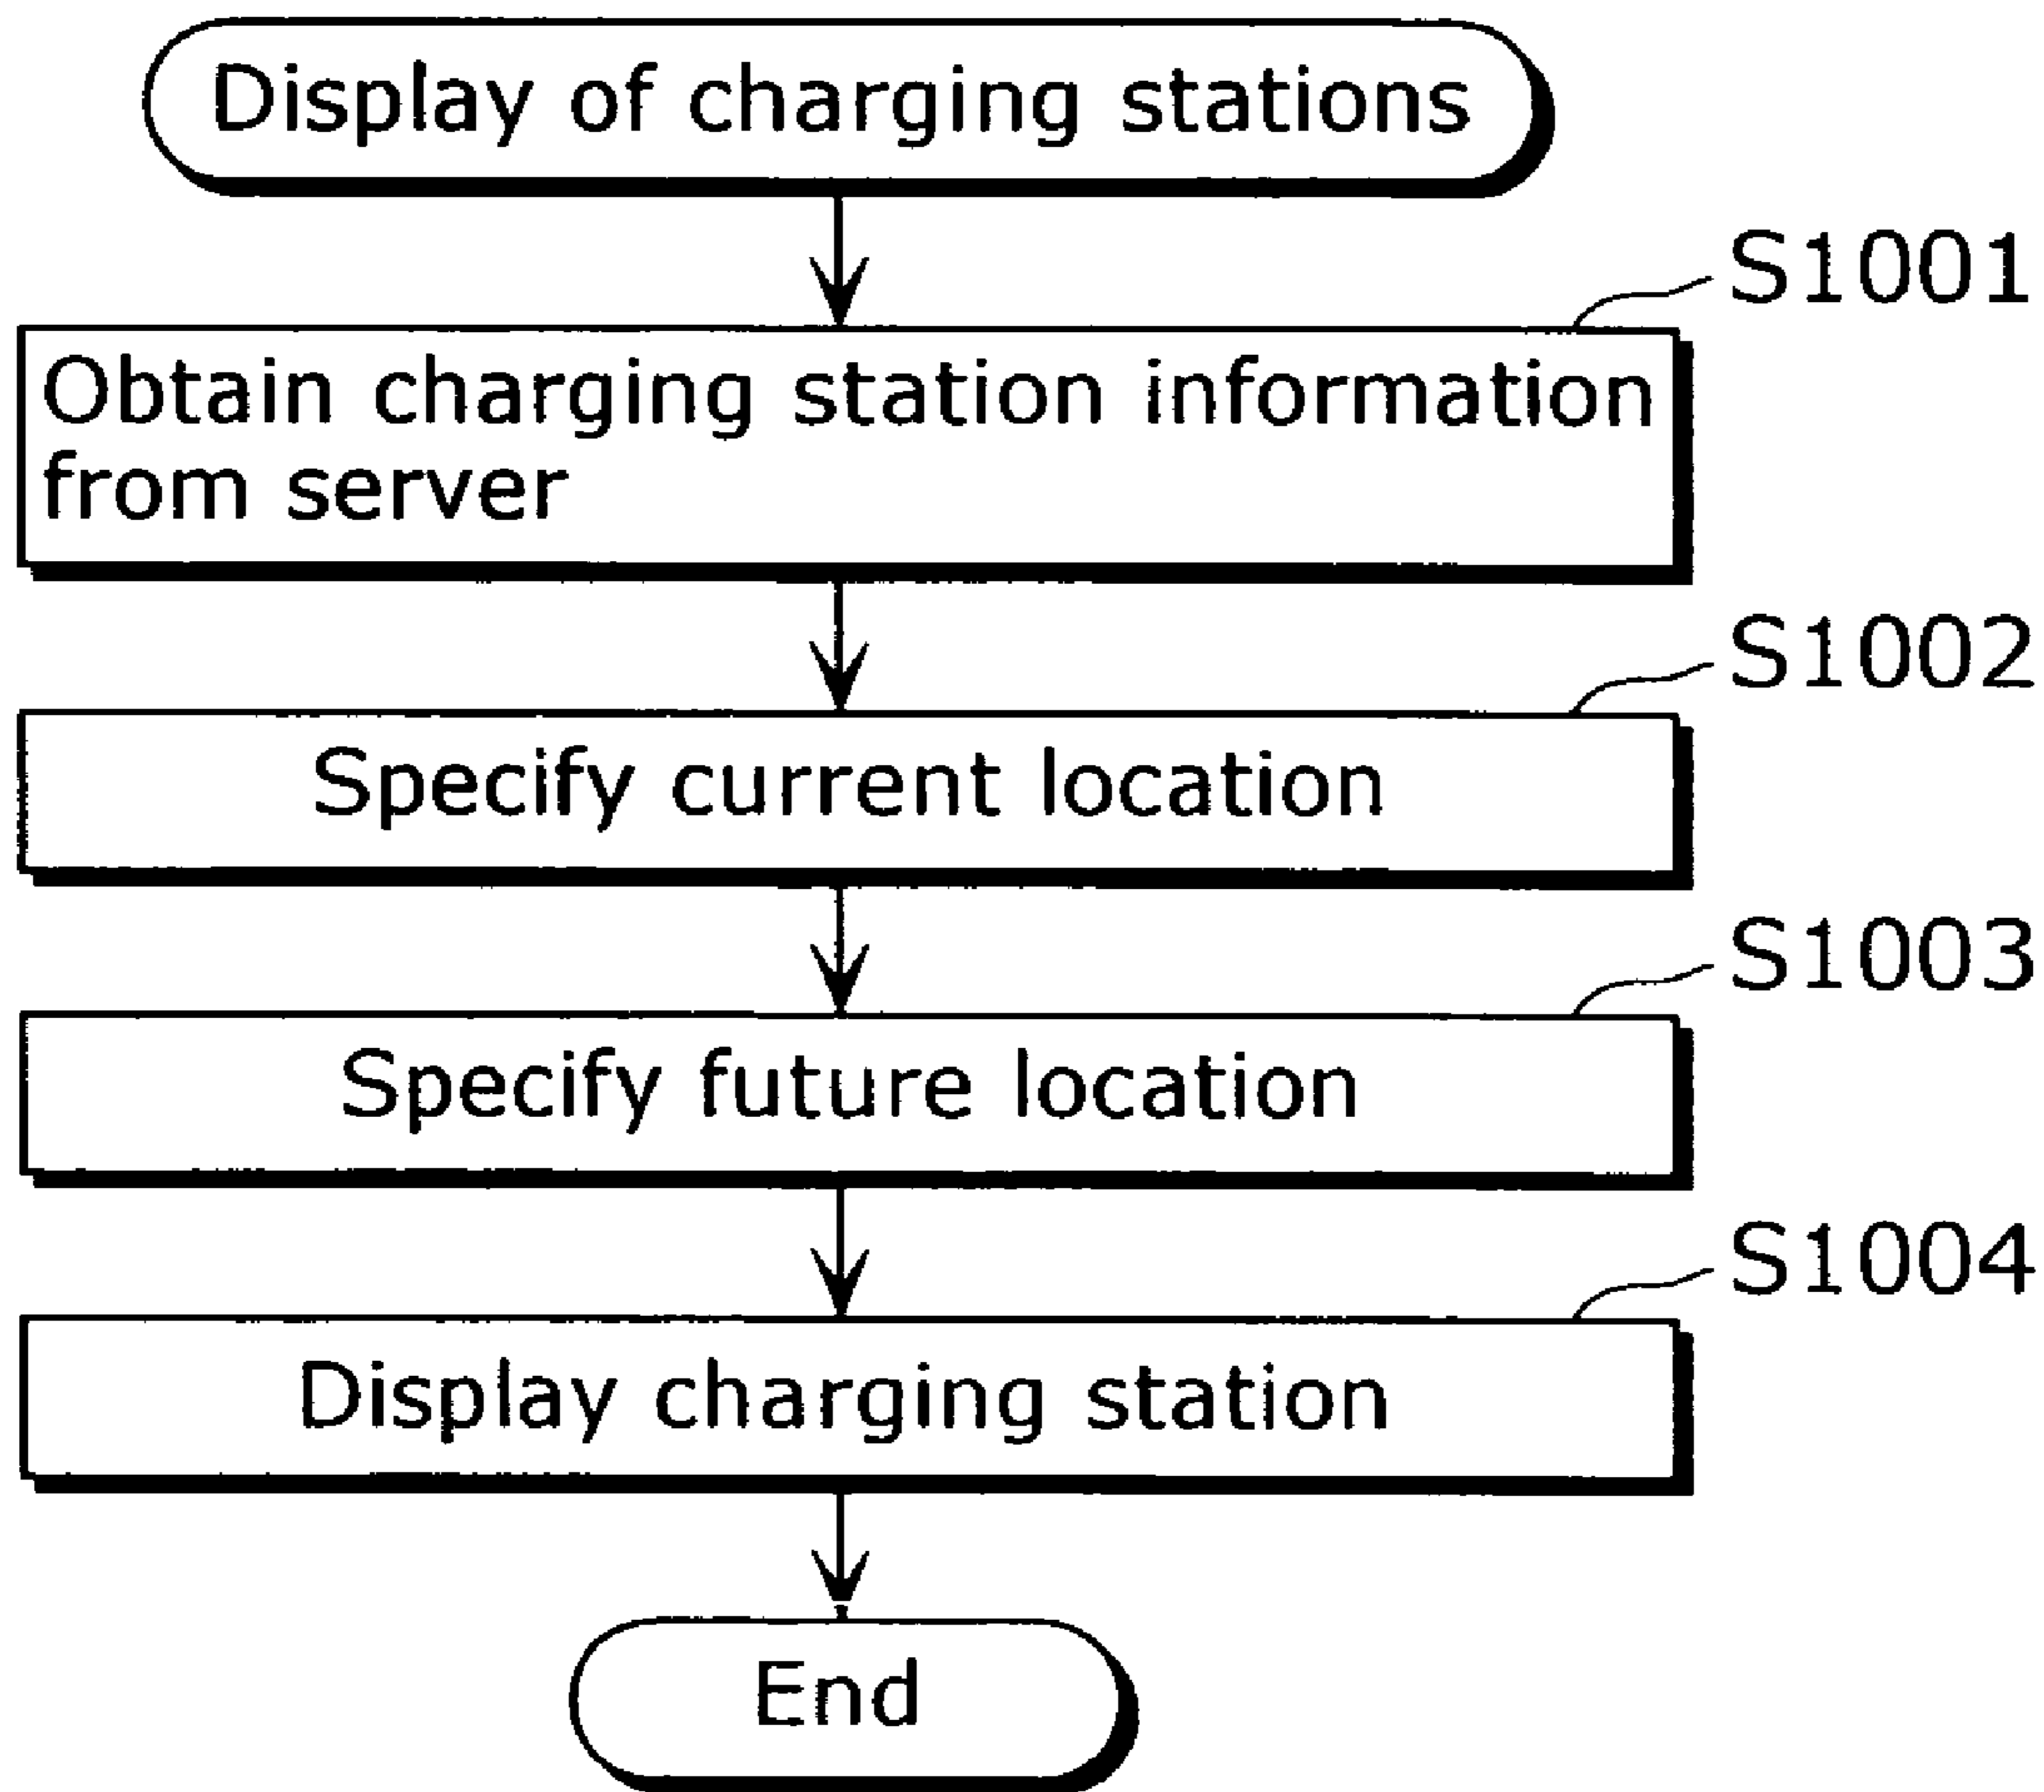 Display of charging stations
S1001
Obtain charging station information
from server
S1002
Specify current location
S1003
Specify future location
S1004
Display charging station
End